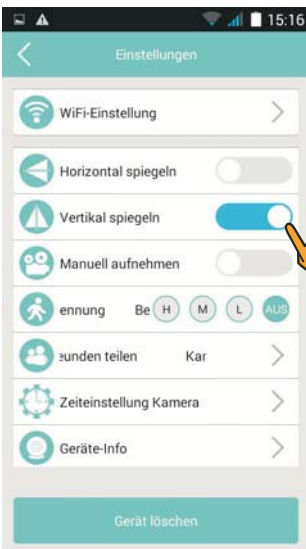 15:16
Einstellungen
WiFi-Einstellung
Horizontal spiegeln
Vertikal spiegeln
Manuell aufnehmen
ennung Be H M L AUS
eunden teilen Kar
Zeiteinstellung Kamera
Geräte-Info
Gerät löschen